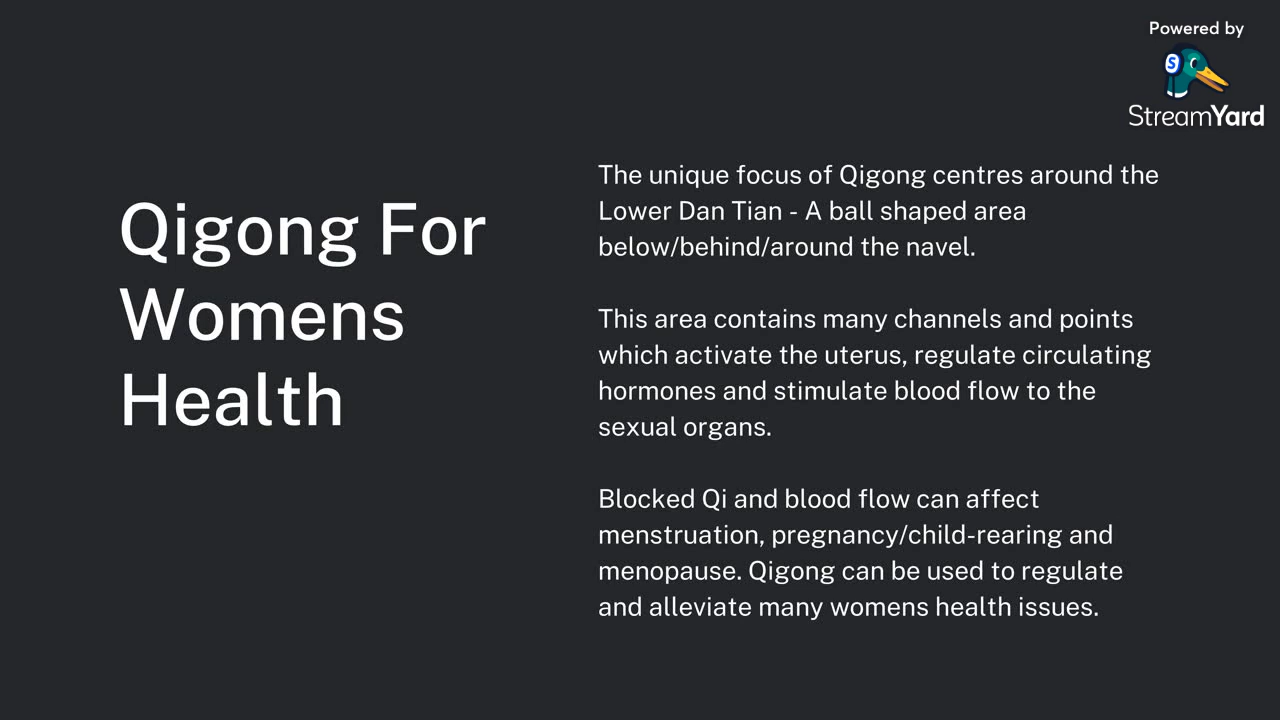 Powered by
S
StreamYard
Qigong For
Womens
Health
The unique focus of Qigong centres around the
Lower Dan Tian - A ball shaped area
below/behind/around the navel.
This area contains many channels and points
which activate the uterus, regulate circulating
hormones and stimulate blood flow to the
sexual organs.
Blocked Qi and blood flow can affect
menstruation, pregnancy/child-rearing and
menopause. Qigong can be used to regulate
and alleviate many womens health issues.